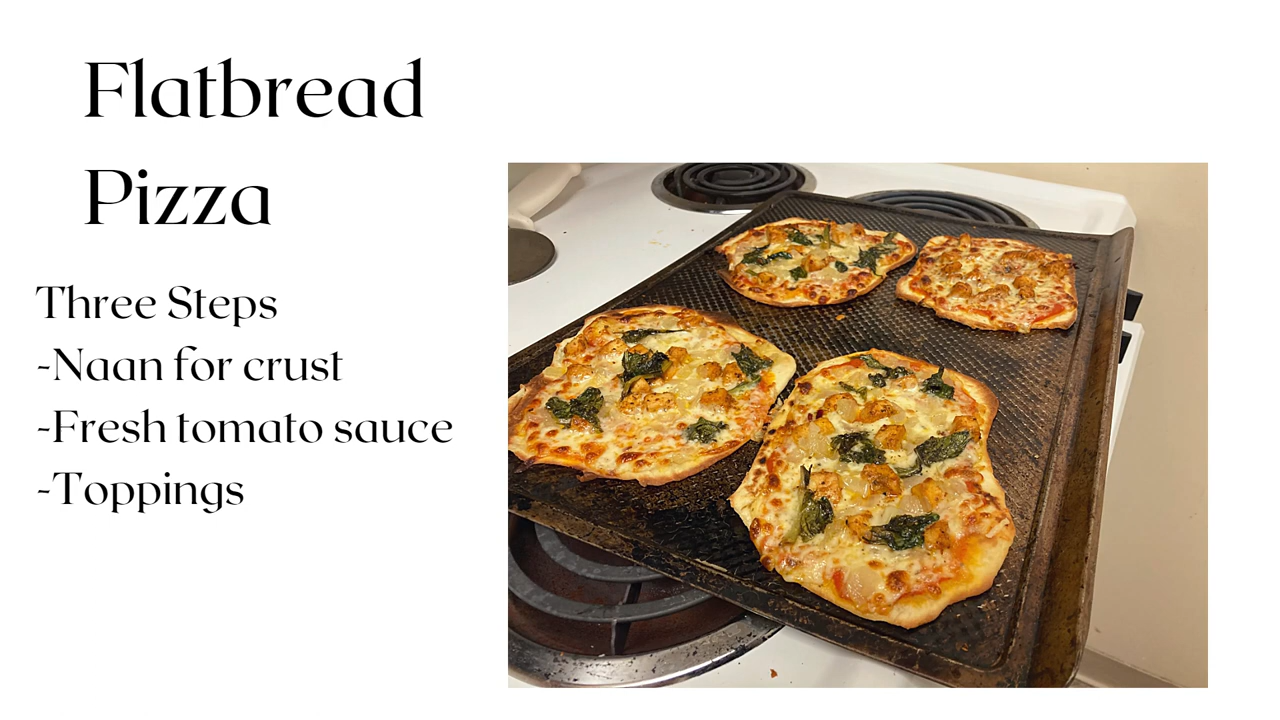 Flatbread
Pizza
Three Steps
-Naan for crust
-Fresh tomato sauce
-Toppings